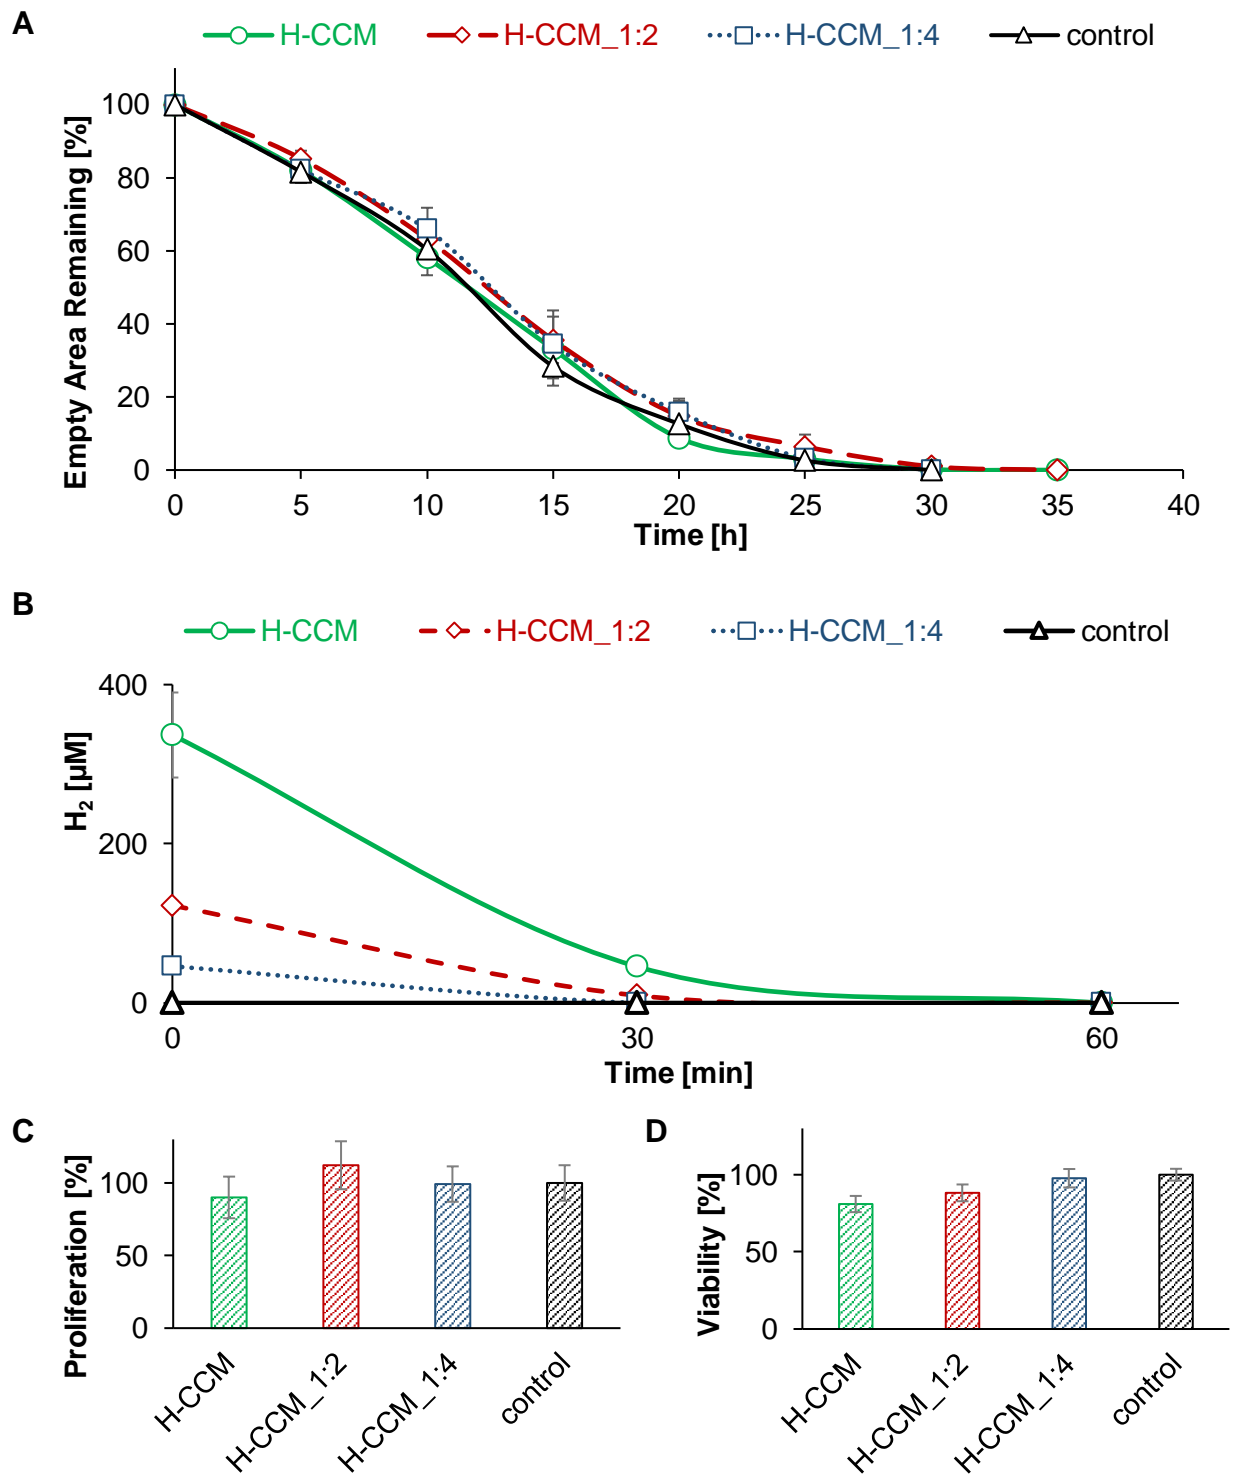 A
H-CCM H-CCM_1:2 H-CCM_1:4 control
Empty Area Remaining [%]
100
80
60
40
20
0
0 5 10 15 20 25 30 35 40
Time [h]
B
H-CCM H-CCM_1:2 H-CCM_1:4 control
H₂ [µM]
400
200
0
0 30 60
Time [min]
C
Proliferation [%]
100
50
0
H-CCM H-CCM_1:2 H-CCM_1:4 control
D
Viability [%]
100
50
0
H-CCM H-CCM_1:2 H-CCM_1:4 control